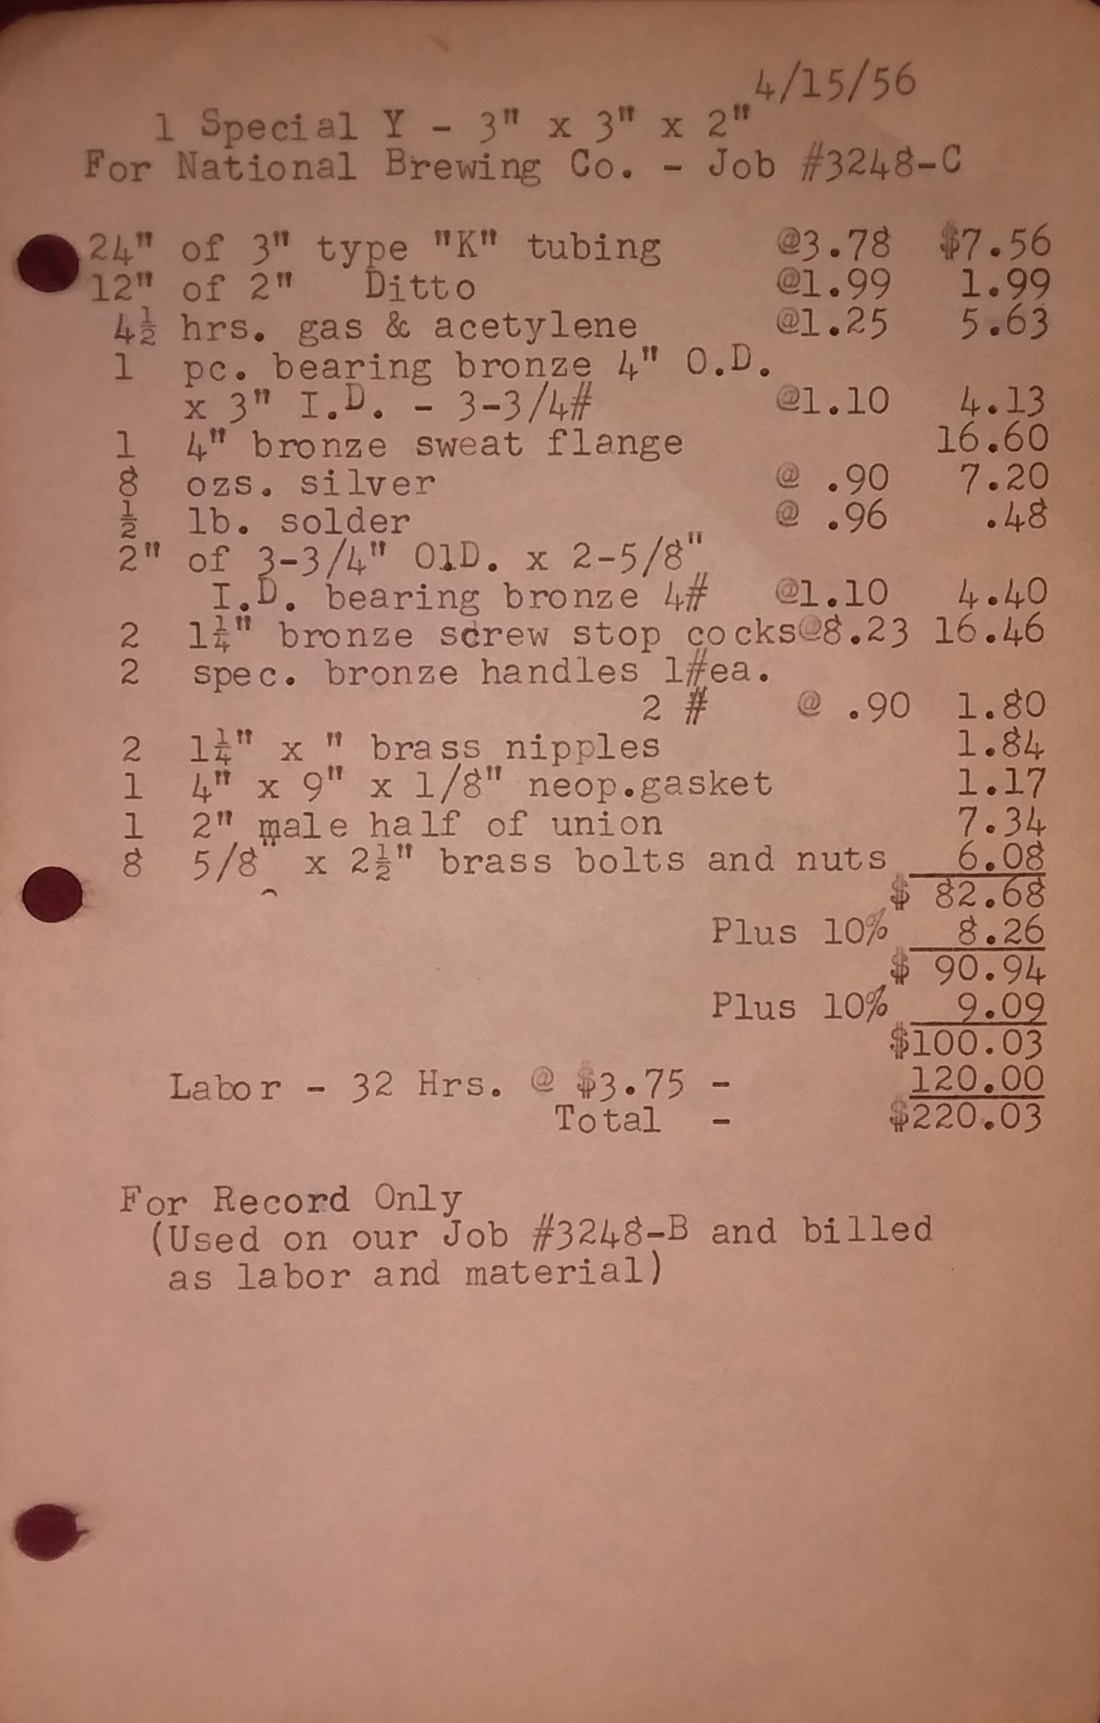 4/15/56
1 Special Y - 3" x 3" x 2"
For National Brewing Co. - Job #3248-C
24" of 3" type "K" tubing @3.78 $7.56
12" of 2" Ditto @1.99 1.99
4½ hrs. gas & acetylene @1.25 5.63
1 pc. bearing bronze 4" O.D.
x 3" I.D. - 3-3/4# @1.10 4.13
1 4" bronze sweat flange 16.60
8 ozs. silver @ .90 7.20
½ lb. solder @ .96 .48
2" of 3-3/4" OlD. x 2-5/8"
I.D. bearing bronze 4# @1.10 4.40
2 1¼" bronze screw stop cocks@8.23 16.46
2 spec. bronze handles 1#ea.
2 # @ .90 1.80
2 1¼" x " brass nipples 1.84
1 4" x 9" x 1/8" neop.gasket 1.17
1 2" male half of union 7.34
8 5/8" x 2½" brass bolts and nuts 6.08
$ 82.68
Plus 10% 8.26
$ 90.94
Plus 10% 9.09
$100.03
Labor - 32 Hrs. @ $3.75 - 120.00
Total - $220.03
For Record Only
(Used on our Job #3248-B and billed
as labor and material)